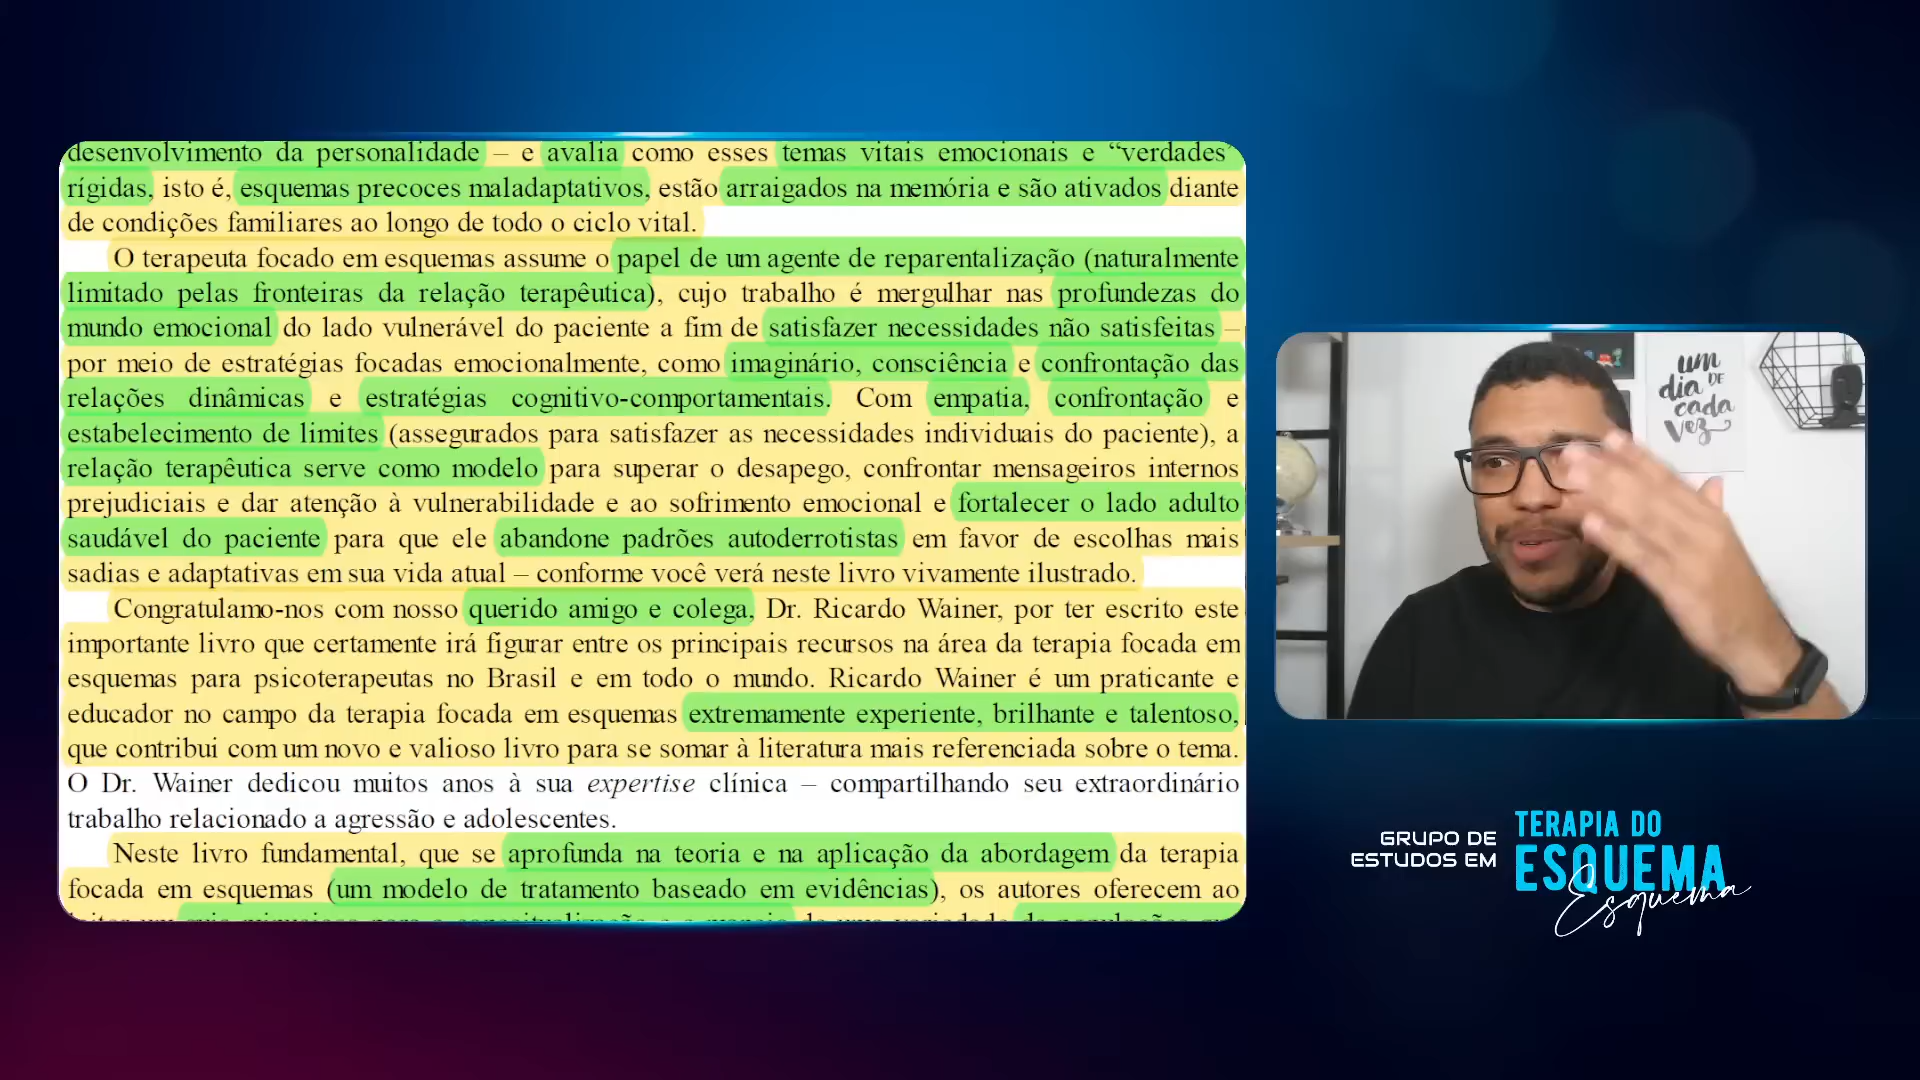 desenvolvimento da personalidade – e avalia como esses temas vitais emocionais e “verdades”
rígidas, isto é, esquemas precoces maladaptativos, estão arraigados na memória e são ativados diante
de condições familiares ao longo de todo o ciclo vital.
O terapeuta focado em esquemas assume o papel de um agente de reparentalização (naturalmente
limitado pelas fronteiras da relação terapêutica), cujo trabalho é mergulhar nas profundezas do
mundo emocional do lado vulnerável do paciente a fim de satisfazer necessidades não satisfeitas –
por meio de estratégias focadas emocionalmente, como imaginário, consciência e confrontação das
relações dinâmicas e estratégias cognitivo-comportamentais. Com empatia, confrontação e
estabelecimento de limites (assegurados para satisfazer as necessidades individuais do paciente), a
relação terapêutica serve como modelo para superar o desapego, confrontar mensageiros internos
prejudiciais e dar atenção à vulnerabilidade e ao sofrimento emocional e fortalecer o lado adulto
saudável do paciente para que ele abandone padrões autoderrotistas em favor de escolhas mais
sadias e adaptativas em sua vida atual – conforme você verá neste livro vivamente ilustrado.
Congratulamo-nos com nosso querido amigo e colega, Dr. Ricardo Wainer, por ter escrito este
importante livro que certamente irá figurar entre os principais recursos na área da terapia focada em
esquemas para psicoterapeutas no Brasil e em todo o mundo. Ricardo Wainer é um praticante e
educador no campo da terapia focada em esquemas extremamente experiente, brilhante e talentoso,
que contribui com um novo e valioso livro para se somar à literatura mais referenciada sobre o tema.
O Dr. Wainer dedicou muitos anos à sua expertise clínica – compartilhando seu extraordinário
trabalho relacionado a agressão e adolescentes.
Neste livro fundamental, que se aprofunda na teoria e na aplicação da abordagem da terapia
focada em esquemas (um modelo de tratamento baseado em evidências), os autores oferecem ao
um
dia DE
cada
vez
GRUPO DE
ESTUDOS EM
TERAPIA DO
ESQUEMA
Esquema